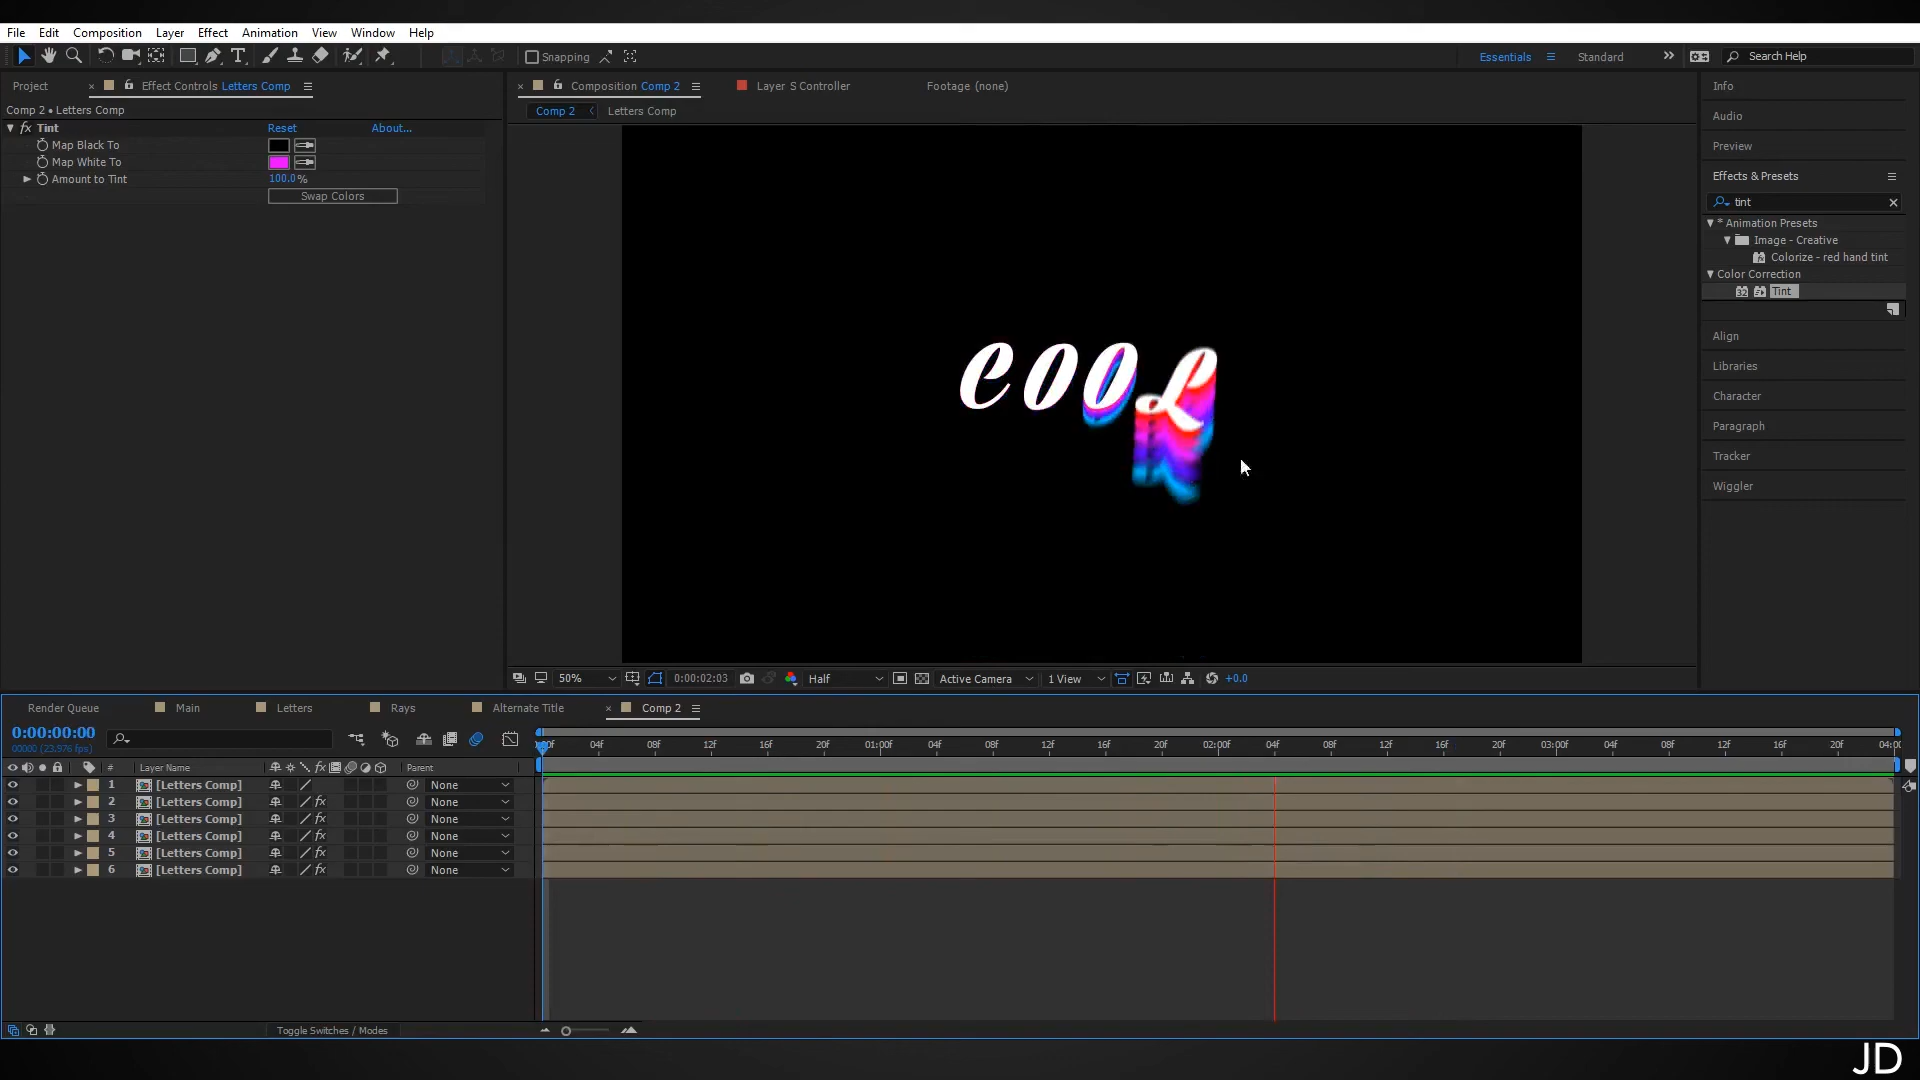 File Edit Composition Layer Effect Animation View Window Help
Snapping Essentials Standard Search Help
Project Effect Controls Letters Comp Composition Comp 2 Layer S Controller Footage (none) Info
Comp 2 • Letters Comp Comp 2 Letters Comp
Audio
fx Tint Reset About...
Map Black To
Map White To
Amount to Tint 100.0%
Swap Colors
Preview
Effects & Presets
tint
* Animation Presets
Image - Creative
Colorize - red hand tint
Color Correction
32 Tint
Align
Libraries
Character
Paragraph
Tracker
Wiggler
COOL
50% 0:00:02:03 Half Active Camera 1 View +0.0
Render Queue Main Letters Rays Alternate Title Comp 2
0:00:00:00
00000 (23.976 fps)
:00f 04f 08f 12f 16f 20f 01:00f 04f 08f 12f 16f 20f 02:00f 04f 08f 12f 16f 20f 03:00f 04f 08f 12f 16f 20f 04:00
# Layer Name fx Parent
1 [Letters Comp] None
2 [Letters Comp] fx None
3 [Letters Comp] fx None
4 [Letters Comp] fx None
5 [Letters Comp] fx None
6 [Letters Comp] fx None
Toggle Switches / Modes
JD